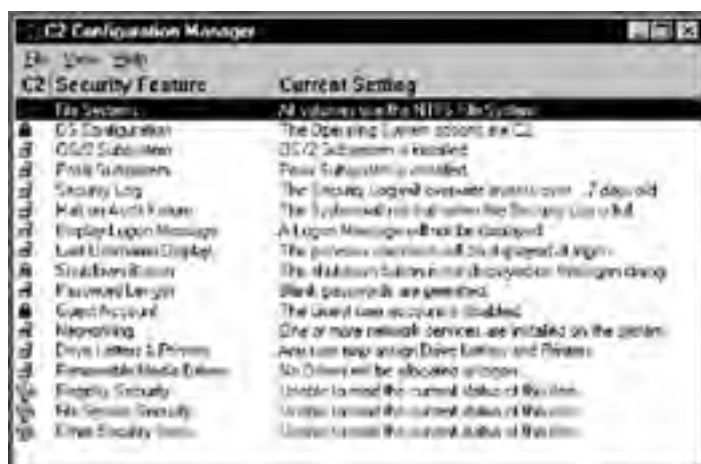 C2 Configuration Manager
File View Help
C2 Security Feature Current Setting
File Systems All volumes use the NTFS File System
OS Configuration The Operating System options are C2
OS/2 Subsystem OS/2 Subsystem is installed
Posix Subsystem Posix Subsystem is installed
Security Log The Security Log will overwrite events over 7 days old
Halt on Audit Failure The System will not halt when the Security Log is full
Display Logon Message A Logon Message will not be displayed
Last Username Display The previous username will be displayed at logon
Shutdown Button The shutdown button is not displayed on the logon dialog
Password Length Blank passwords are permitted
Guest Account The Guest user account is disabled
Networking One or more network services are installed on the system
Drive Letters & Printers Any user may assign Drive Letters and Printers
Removable Media Drives No Drives will be allocated at logon
Registry Security Unable to read the current status of this item
File System Security Unable to read the current status of this item
Other Security Items Unable to read the current status of this item